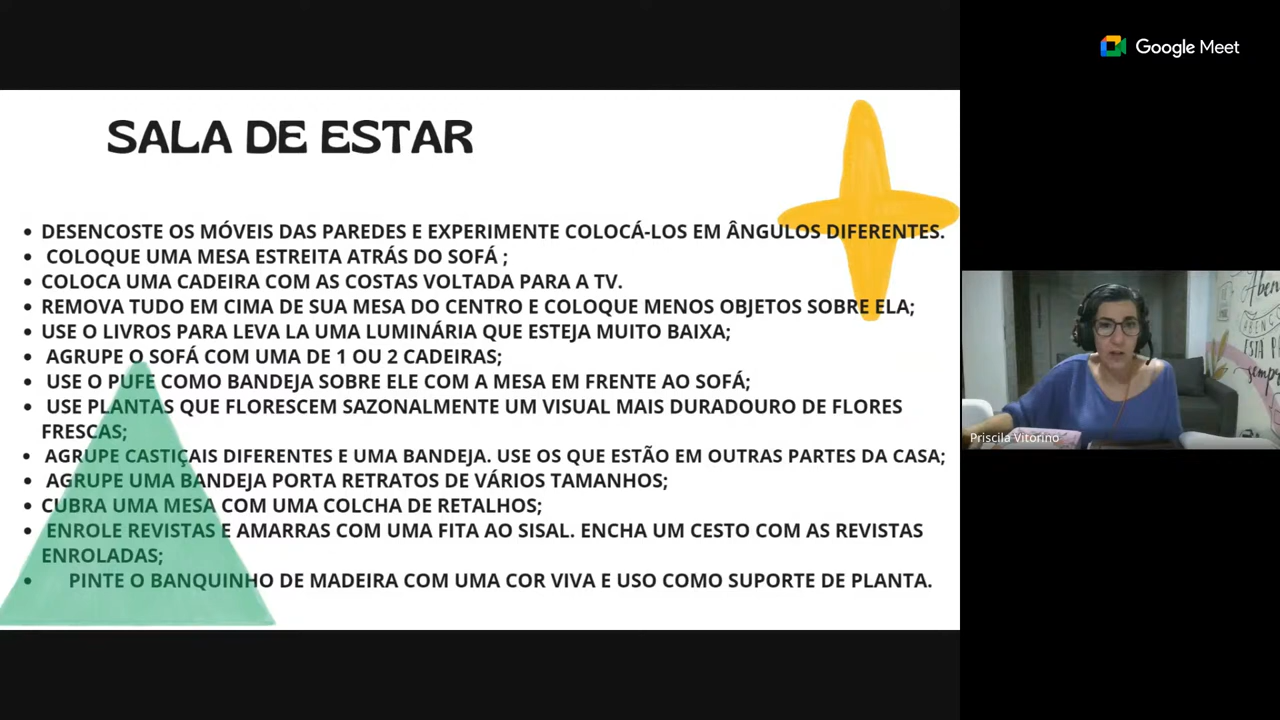 Google Meet
SALA DE ESTAR
DESENCOSTE OS MÓVEIS DAS PAREDES E EXPERIMENTE COLOCÁ-LOS EM ÂNGULOS DIFERENTES.
COLOQUE UMA MESA ESTREITA ATRÁS DO SOFÁ ;
COLOCA UMA CADEIRA COM AS COSTAS VOLTADA PARA A TV.
REMOVA TUDO EM CIMA DE SUA MESA DO CENTRO E COLOQUE MENOS OBJETOS SOBRE ELA;
USE O LIVROS PARA LEVA LA UMA LUMINÁRIA QUE ESTEJA MUITO BAIXA;
AGRUPE O SOFÁ COM UMA DE 1 OU 2 CADEIRAS;
USE O PUFE COMO BANDEJA SOBRE ELE COM A MESA EM FRENTE AO SOFÁ;
USE PLANTAS QUE FLORESCEM SAZONALMENTE UM VISUAL MAIS DURADOURO DE FLORES
FRESCAS;
AGRUPE CASTIÇAIS DIFERENTES E UMA BANDEJA. USE OS QUE ESTÃO EM OUTRAS PARTES DA CASA;
AGRUPE UMA BANDEJA PORTA RETRATOS DE VÁRIOS TAMANHOS;
CUBRA UMA MESA COM UMA COLCHA DE RETALHOS;
ENROLE REVISTAS E AMARRAS COM UMA FITA AO SISAL. ENCHA UM CESTO COM AS REVISTAS
ENROLADAS;
PINTE O BANQUINHO DE MADEIRA COM UMA COR VIVA E USO COMO SUPORTE DE PLANTA.
Priscila Vitorino